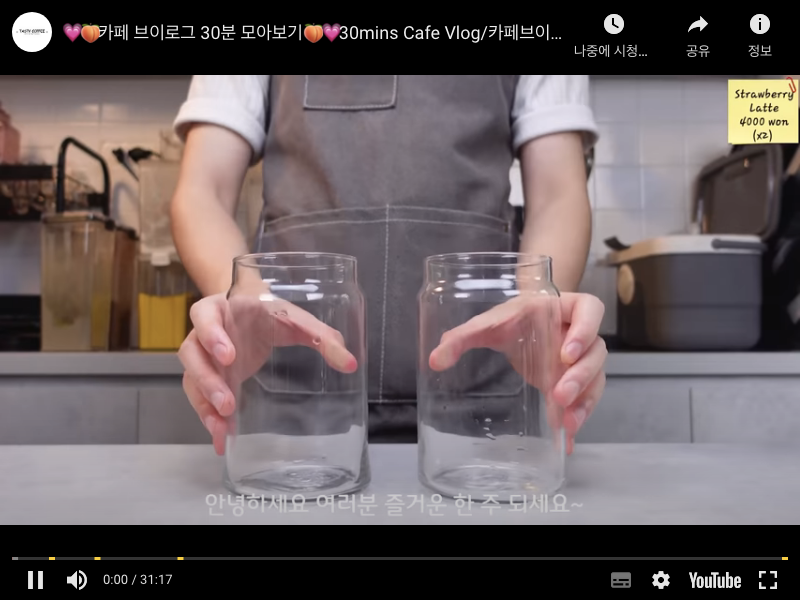 TASTY COFFEE
💗🍑카페 브이로그 30분 모아보기🍑💗30mins Cafe Vlog/카페브이...
나중에 시청...
공유
정보
Strawberry
Latte
4000 won
(x2)
안녕하세요 여러분 즐거운 한 주 되세요~
0:00 / 31:17
YouTube